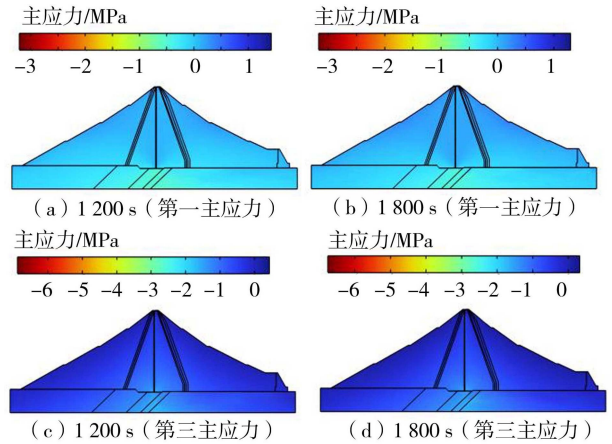 主应力/MPa 主应力/MPa
−3 −2 −1 0 1 −3 −2 −1 0 1
（a）1 200 s（第一主应力） （b）1 800 s（第一主应力）
主应力/MPa 主应力/MPa
−6 −5 −4 −3 −2 −1 0 −6 −5 −4 −3 −2 −1 0
（c）1 200 s（第三主应力） （d）1 800 s（第三主应力）